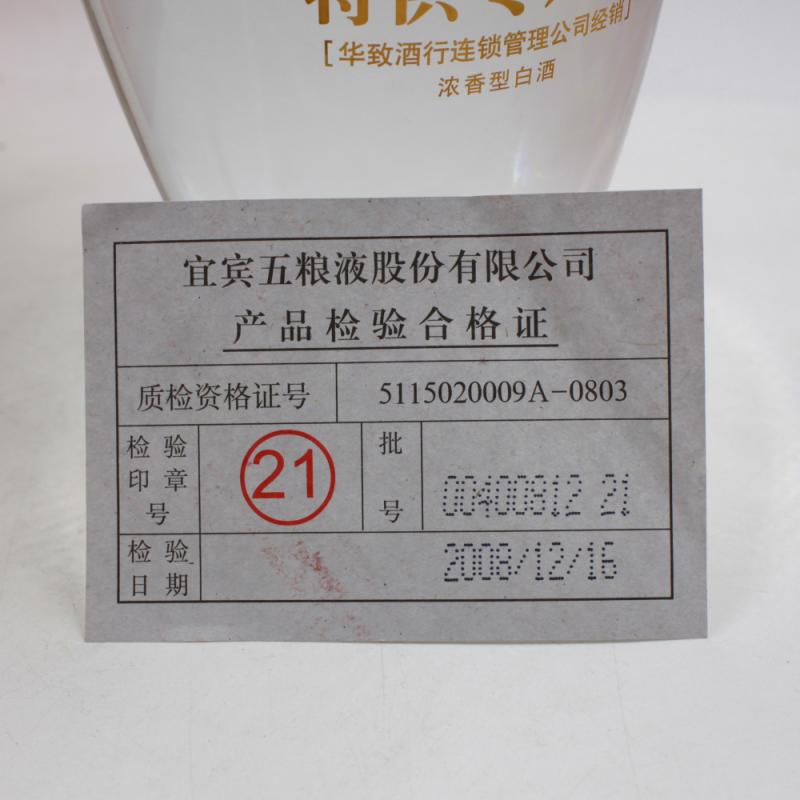 [华致酒行连锁管理公司经销]
浓香型白酒
宜宾五粮液股份有限公司
产品检验合格证
质检资格证号 5115020009A-0803
检验印章号 21 批号 00400812 21
检验日期 2008/12/16